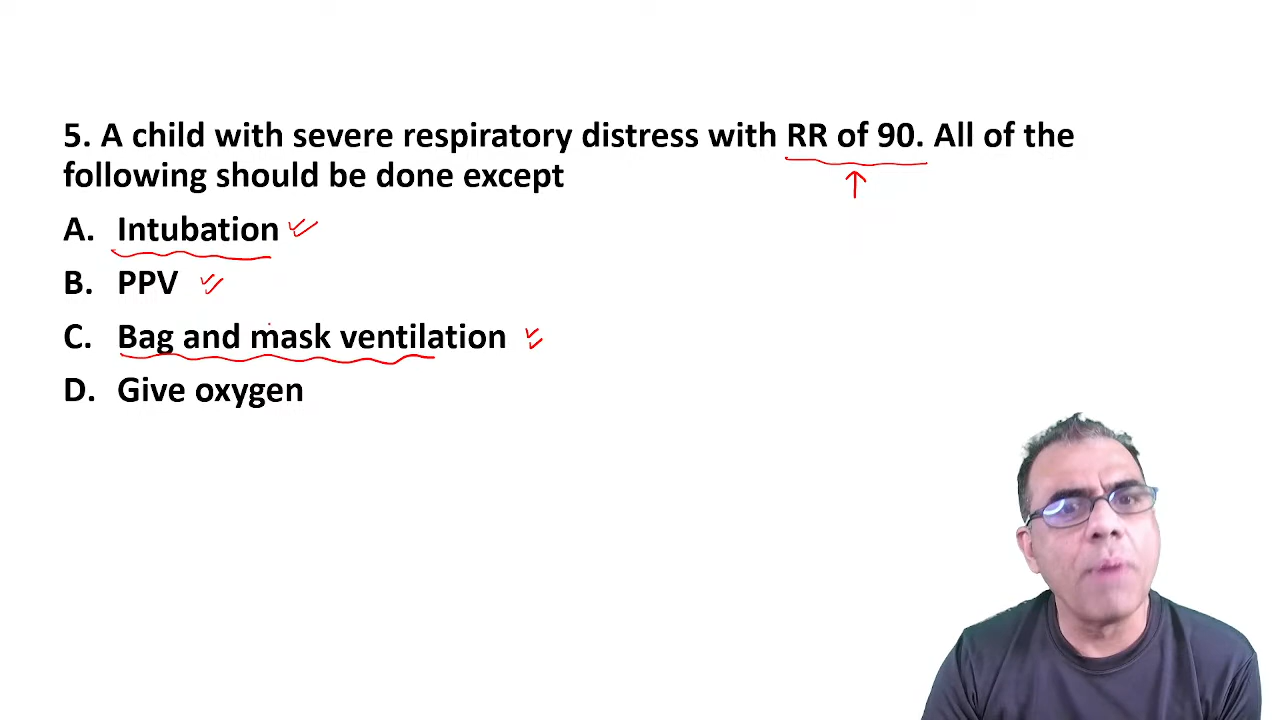 5. A child with severe respiratory distress with RR of 90. All of the
following should be done except
A. Intubation
B. PPV
C. Bag and mask ventilation
D. Give oxygen